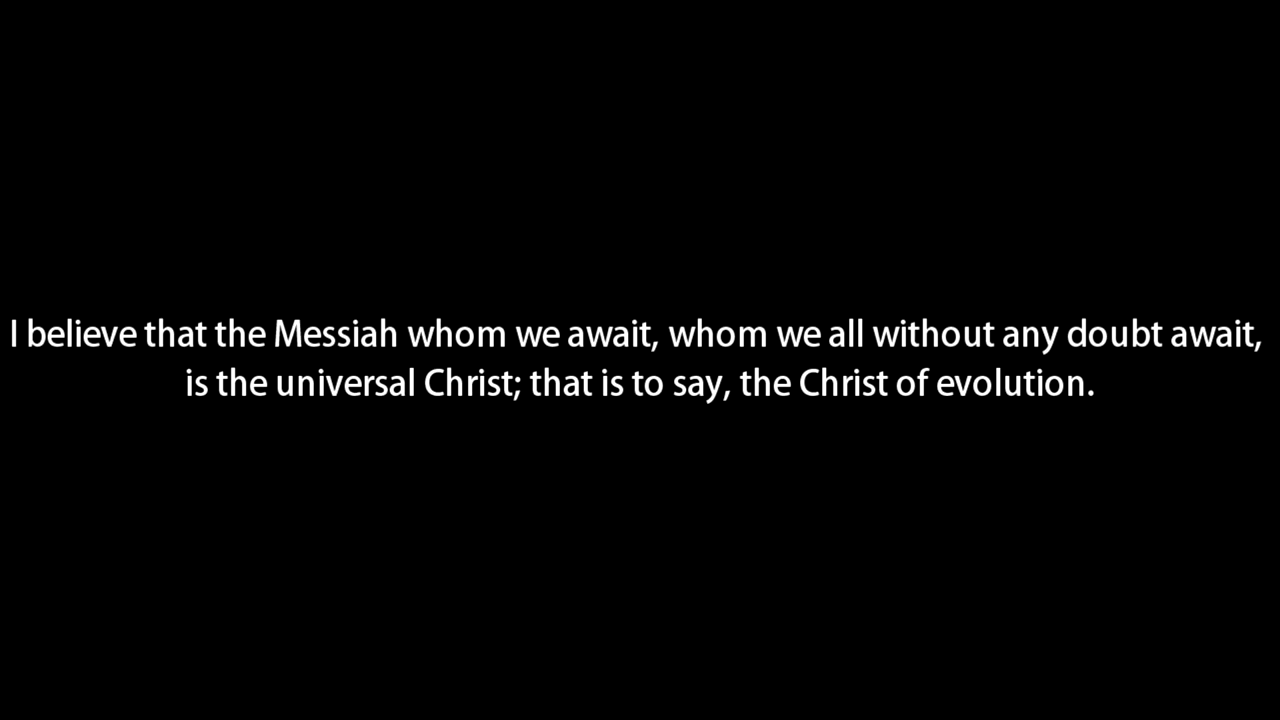 I believe that the Messiah whom we await, whom we all without any doubt await,
is the universal Christ; that is to say, the Christ of evolution.